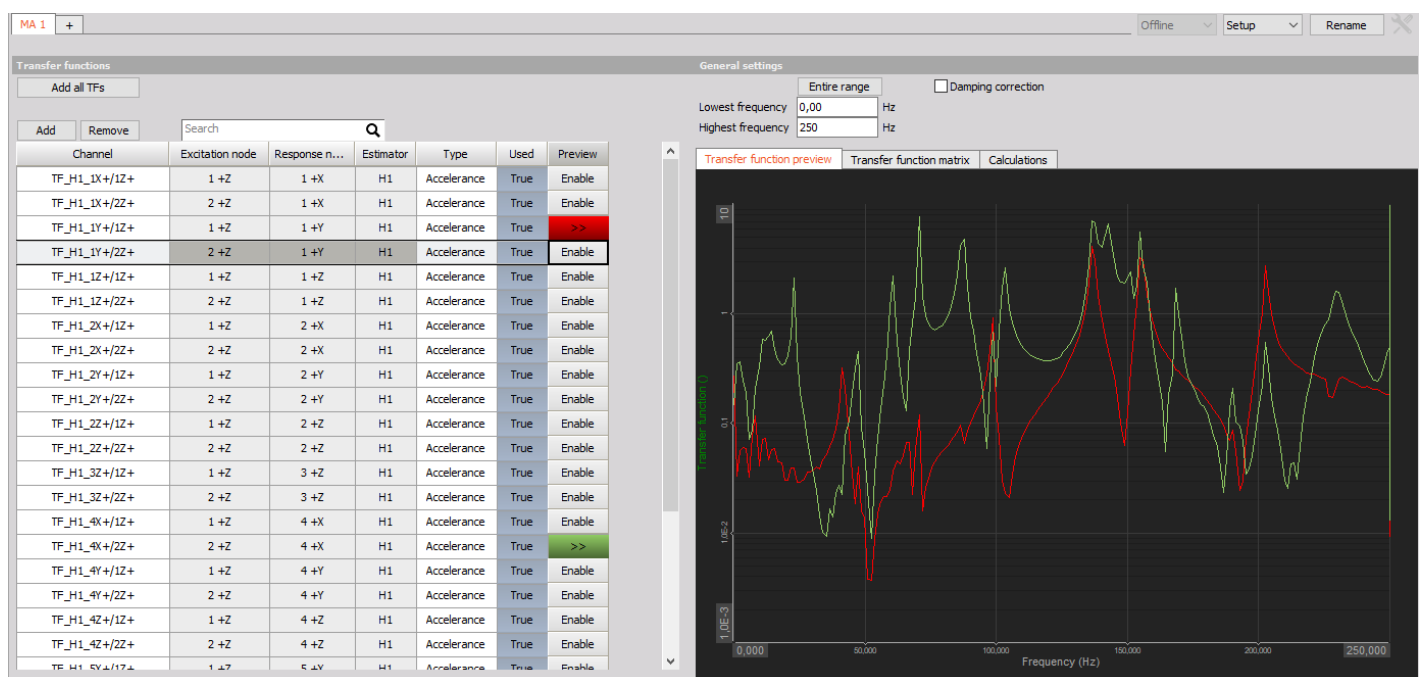 MA 1 + Offline Setup Rename
Transfer functions
Add all TFs
Add Remove Search
Channel Excitation node Response n... Estimator Type Used Preview
TF_H1_1X+/1Z+ 1 +Z 1 +X H1 Accelerance True Enable
TF_H1_1X+/2Z+ 2 +Z 1 +X H1 Accelerance True Enable
TF_H1_1Y+/1Z+ 1 +Z 1 +Y H1 Accelerance True >>
TF_H1_1Y+/2Z+ 2 +Z 1 +Y H1 Accelerance True Enable
TF_H1_1Z+/1Z+ 1 +Z 1 +Z H1 Accelerance True Enable
TF_H1_1Z+/2Z+ 2 +Z 1 +Z H1 Accelerance True Enable
TF_H1_2X+/1Z+ 1 +Z 2 +X H1 Accelerance True Enable
TF_H1_2X+/2Z+ 2 +Z 2 +X H1 Accelerance True Enable
TF_H1_2Y+/1Z+ 1 +Z 2 +Y H1 Accelerance True Enable
TF_H1_2Y+/2Z+ 2 +Z 2 +Y H1 Accelerance True Enable
TF_H1_2Z+/1Z+ 1 +Z 2 +Z H1 Accelerance True Enable
TF_H1_2Z+/2Z+ 2 +Z 2 +Z H1 Accelerance True Enable
TF_H1_3Z+/1Z+ 1 +Z 3 +Z H1 Accelerance True Enable
TF_H1_3Z+/2Z+ 2 +Z 3 +Z H1 Accelerance True Enable
TF_H1_4X+/1Z+ 1 +Z 4 +X H1 Accelerance True Enable
TF_H1_4X+/2Z+ 2 +Z 4 +X H1 Accelerance True >>
TF_H1_4Y+/1Z+ 1 +Z 4 +Y H1 Accelerance True Enable
TF_H1_4Y+/2Z+ 2 +Z 4 +Y H1 Accelerance True Enable
TF_H1_4Z+/1Z+ 1 +Z 4 +Z H1 Accelerance True Enable
TF_H1_4Z+/2Z+ 2 +Z 4 +Z H1 Accelerance True Enable
TF_H1_5X+/1Z+ 1 +Z 5 +X H1 Accelerance True Enable
General settings
Entire range Damping correction
Lowest frequency 0,00 Hz
Highest frequency 250 Hz
Transfer function preview Transfer function matrix Calculations
Transfer function ()
10
1
0,1
1,0E-2
1,0E-3
0,000 50,000 100,000 150,000 200,000 250,000
Frequency (Hz)